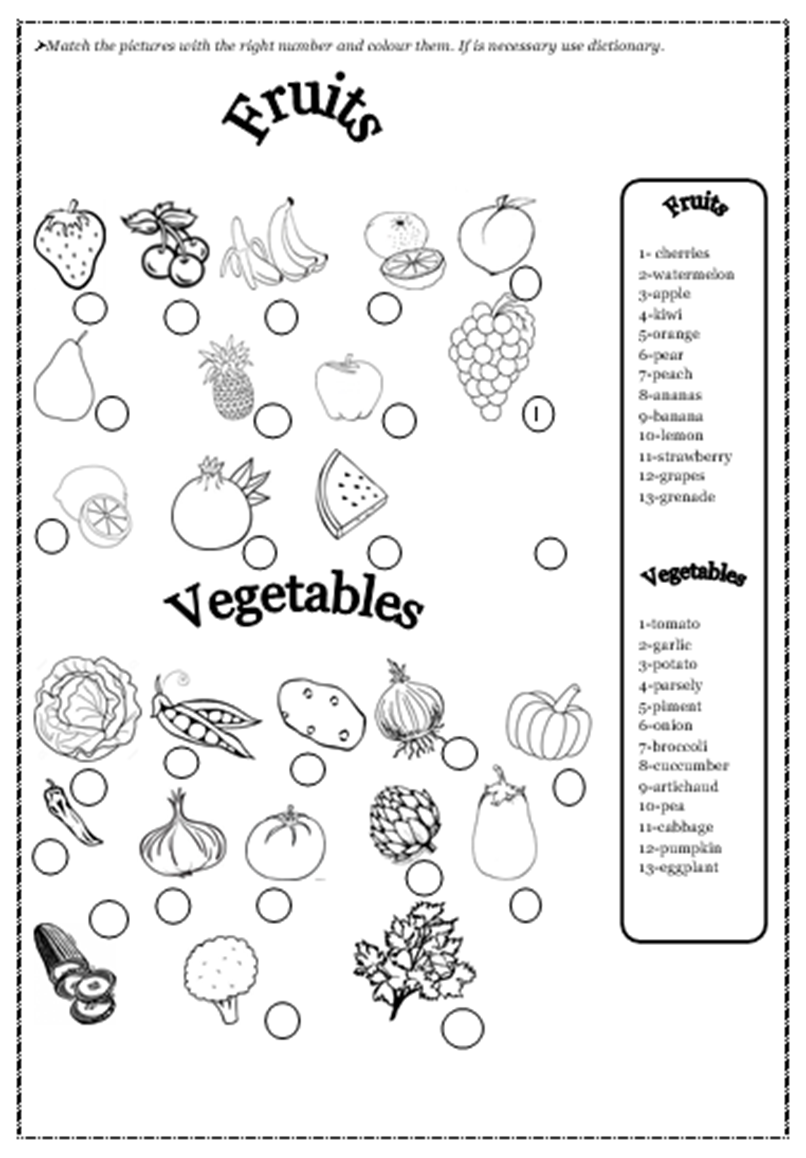 ➤Match the pictures with the right number and colour them. If is necessary use dictionary.
Fruits
1
Vegetables
Fruits
1- cherries
2-watermelon
3-apple
4-kiwi
5-orange
6-pear
7-peach
8-ananas
9-banana
10-lemon
11-strawberry
12-grapes
13-grenade
Vegetables
1-tomato
2-garlic
3-potato
4-parsely
5-piment
6-onion
7-broccoli
8-cuccumber
9-artichaud
10-pea
11-cabbage
12-pumpkin
13-eggplant